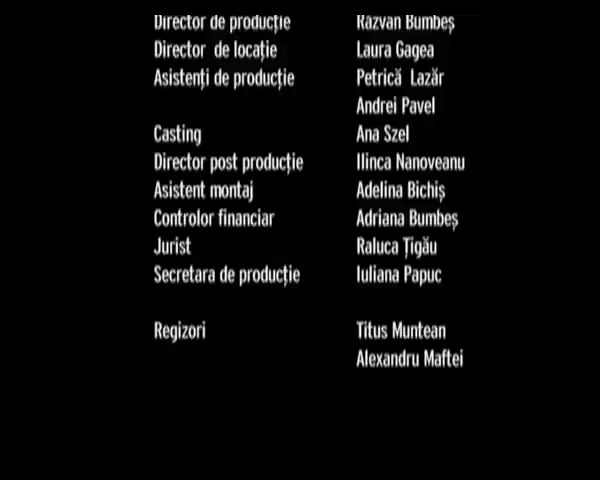 Director de producție Răzvan Bumbeș
Director de locație Laura Gagea
Asistenți de producție Petrică Lazăr
Andrei Pavel
Casting Ana Szel
Director post producție Ilinca Nanoveanu
Asistent montaj Adelina Bichiș
Controlor financiar Adriana Bumbeș
Jurist Raluca Țigău
Secretara de producție Iuliana Papuc
Regizori Titus Muntean
Alexandru Maftei